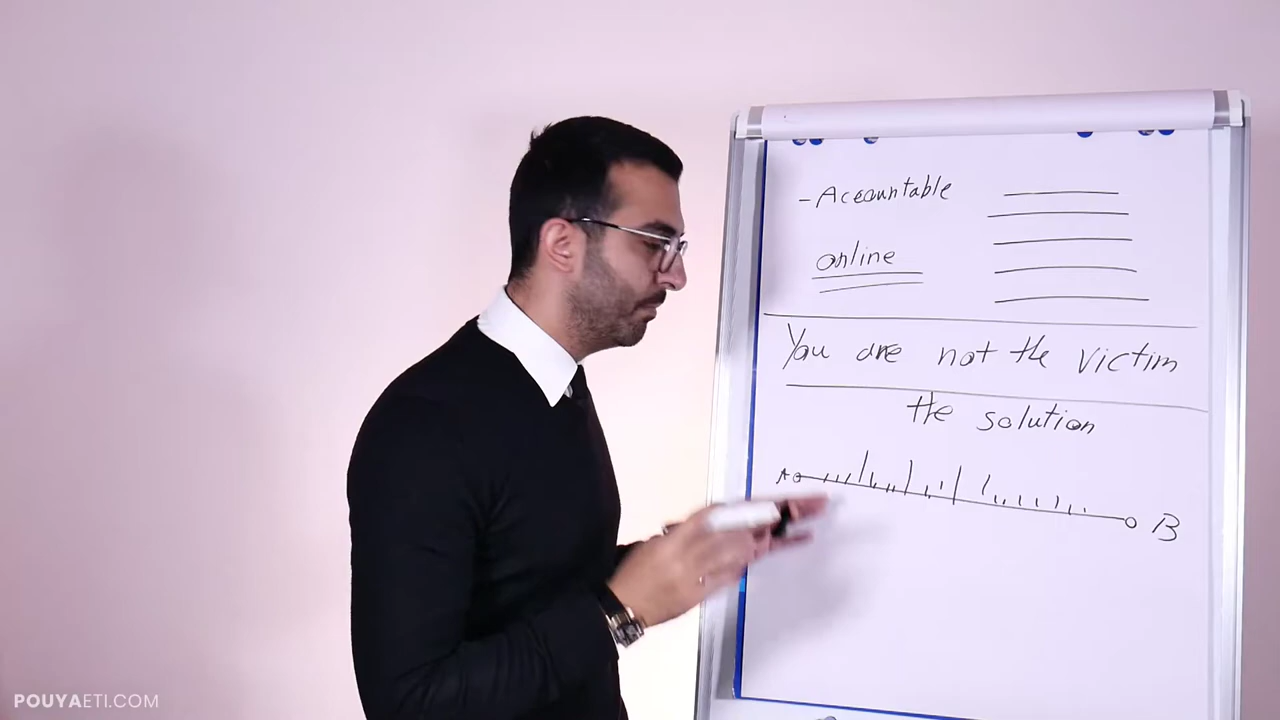 - Accountable
online
You are not the victim
the solution
A
B
POUYAETI.COM